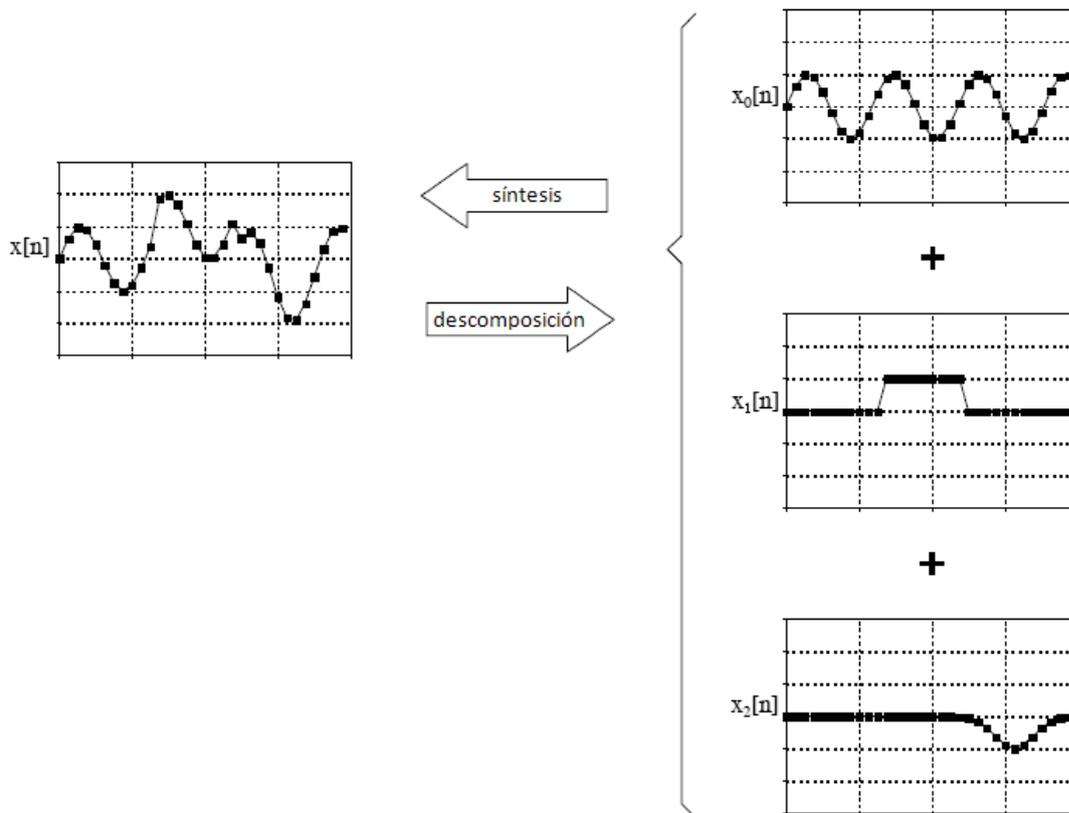 x₀[n]
síntesis
x[n]
+
descomposición
x₁[n]
+
x₂[n]